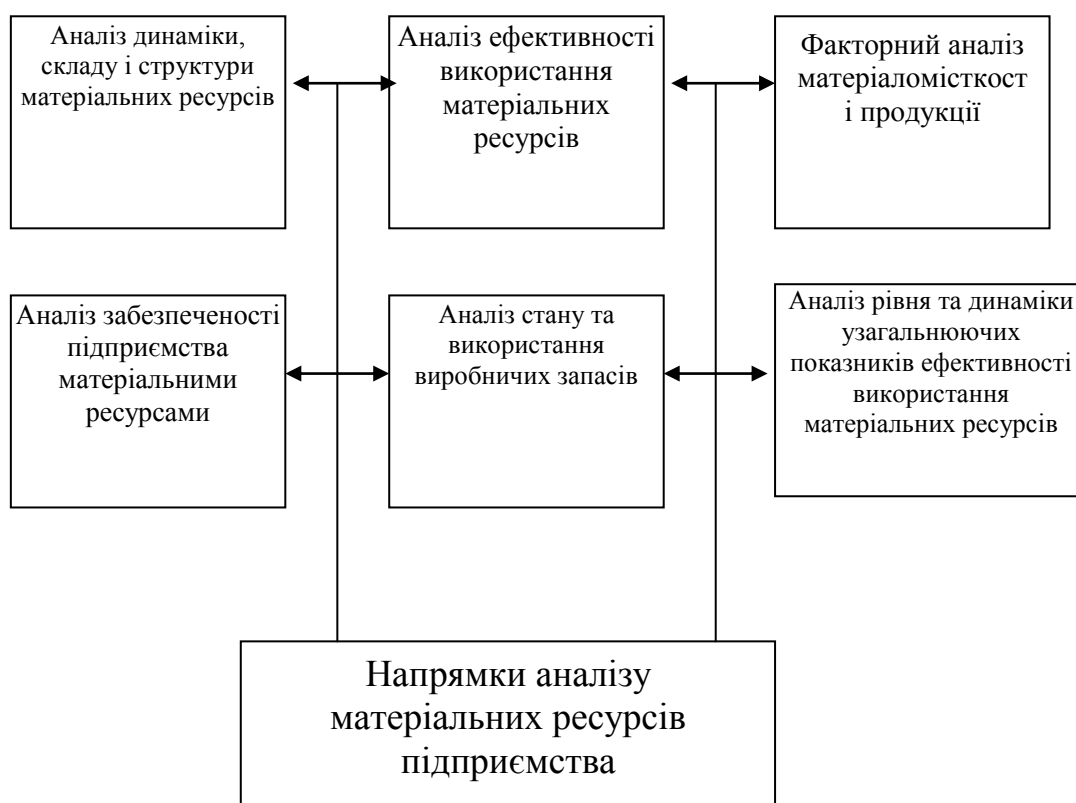 Аналіз динаміки,
складу і структури
матеріальних ресурсів
Аналіз ефективності
використання
матеріальних
ресурсів
Факторний аналіз
матеріаломісткост
і продукції
Аналіз забезпеченості
підприємства
матеріальними
ресурсами
Аналіз стану та
використання
виробничих запасів
Аналіз рівня та динаміки
узагальнюючих
показників ефективності
використання
матеріальних ресурсів
Напрямки аналізу
матеріальних ресурсів
підприємства